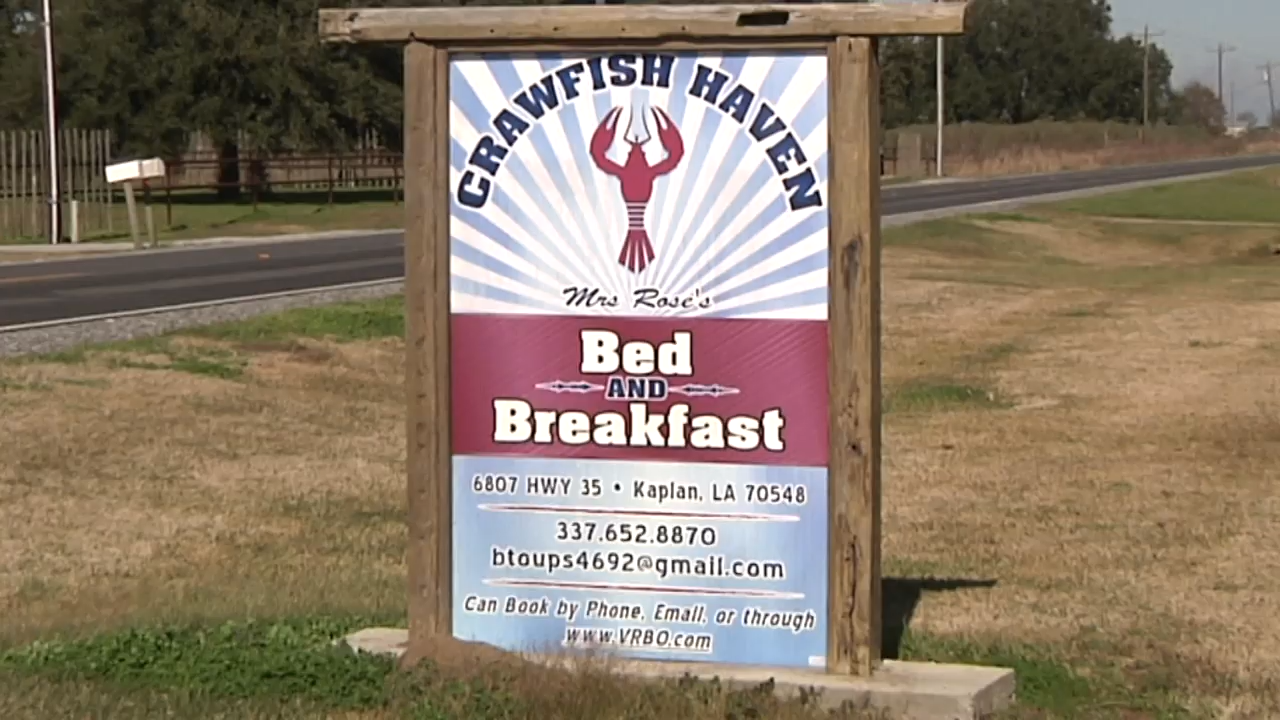 CRAWFISH HAVEN
Mrs Rose's
Bed
AND
Breakfast
6807 HWY 35 • Kaplan, LA 70548
337.652.8870
btoups4692@gmail.com
Can Book by Phone, Email, or through
www.VRBO.com